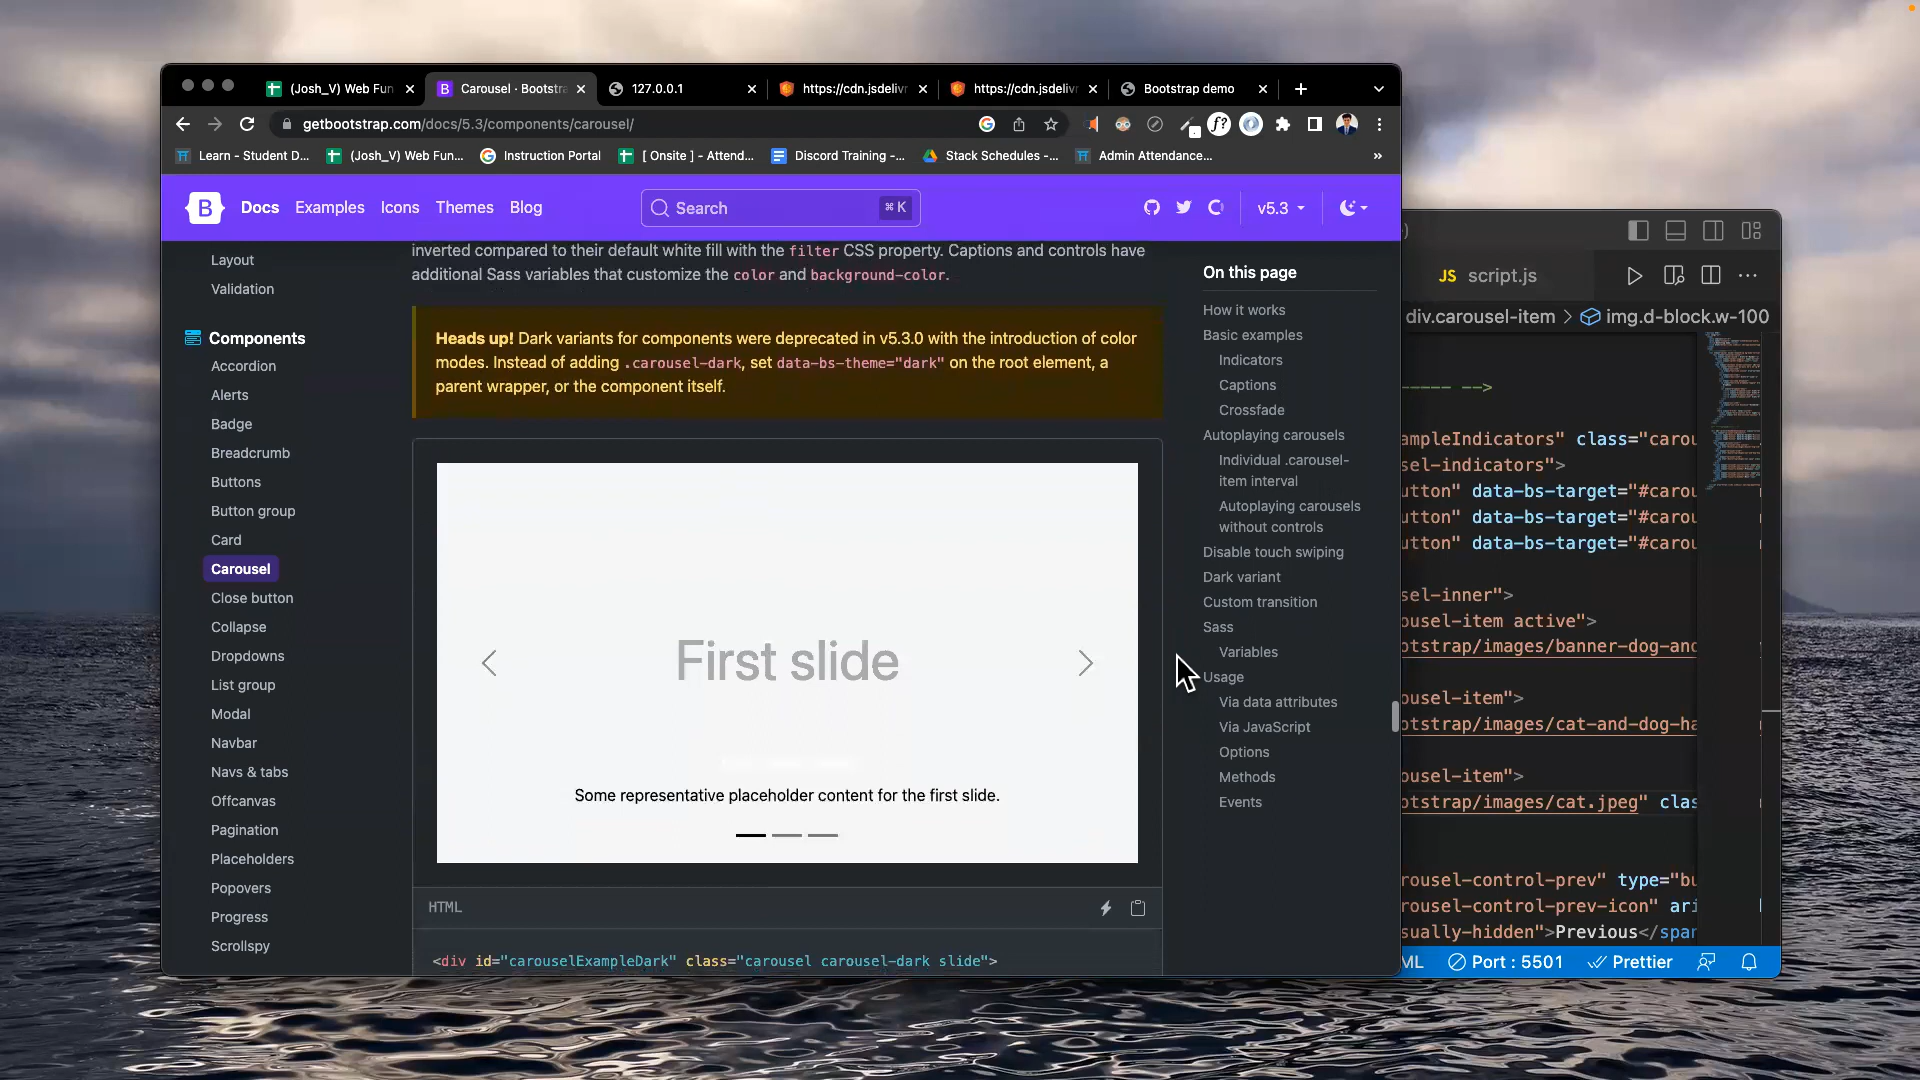 (Josh_V) Web Fun
Carousel · Bootstra
127.0.0.1
https://cdn.jsdelivr
https://cdn.jsdelivr
Bootstrap demo
getbootstrap.com/docs/5.3/components/carousel/
Learn - Student D...
(Josh_V) Web Fun...
Instruction Portal
[ Onsite ] - Attend...
Discord Training -...
Stack Schedules -...
Admin Attendance...
»
B
Docs
Examples
Icons
Themes
Blog
Search
⌘ K
v5.3
Layout
Validation
Components
Accordion
Alerts
Badge
Breadcrumb
Buttons
Button group
Card
Carousel
Close button
Collapse
Dropdowns
List group
Modal
Navbar
Navs & tabs
Offcanvas
Pagination
Placeholders
Popovers
Progress
Scrollspy
inverted compared to their default white fill with the filter CSS property. Captions and controls have
additional Sass variables that customize the color and background-color.
Heads up! Dark variants for components were deprecated in v5.3.0 with the introduction of color
modes. Instead of adding .carousel-dark, set data-bs-theme="dark" on the root element, a
parent wrapper, or the component itself.
First slide
Some representative placeholder content for the first slide.
HTML
<div id="carouselExampleDark" class="carousel carousel-dark slide">
On this page
How it works
Basic examples
Indicators
Captions
Crossfade
Autoplaying carousels
Individual .carousel-
item interval
Autoplaying carousels
without controls
Disable touch swiping
Dark variant
Custom transition
Sass
Variables
Usage
Via data attributes
Via JavaScript
Options
Methods
Events
)
JS script.js
div.carousel-item > img.d-block.w-100
----- -->
ampleIndicators" class="carou
sel-indicators">
utton" data-bs-target="#carou
utton" data-bs-target="#carou
utton" data-bs-target="#carou
sel-inner">
ousel-item active">
otstrap/images/banner-dog-and
ousel-item">
otstrap/images/cat-and-dog-ha
ousel-item">
otstrap/images/cat.jpeg" clas
rousel-control-prev" type="bu
rousel-control-prev-icon" ari
sually-hidden">Previous</span
ML
Port : 5501
Prettier